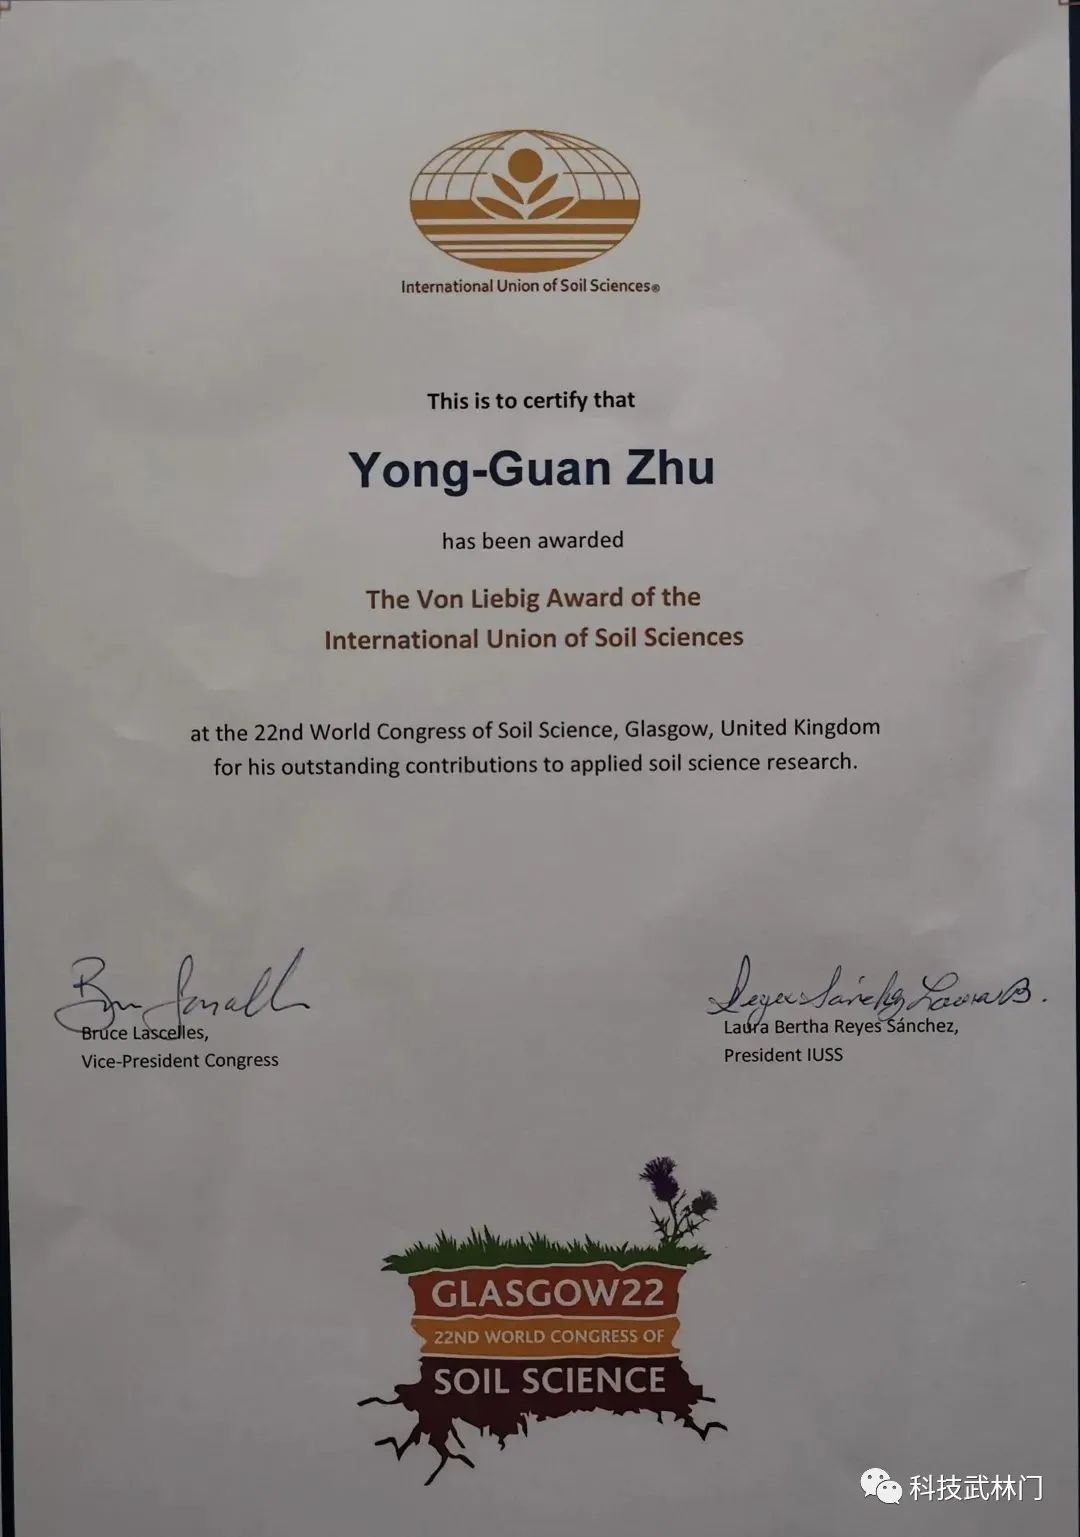 International Union of Soil Sciences®
This is to certify that
Yong-Guan Zhu
has been awarded
The Von Liebig Award of the
International Union of Soil Sciences
at the 22nd World Congress of Soil Science, Glasgow, United Kingdom
for his outstanding contributions to applied soil science research.
Bruce Lascelles,
Vice-President Congress
Reyes Sánchez Laura B.
Laura Bertha Reyes Sánchez,
President IUSS
GLASGOW22
22ND WORLD CONGRESS OF
SOIL SCIENCE
科技武林门